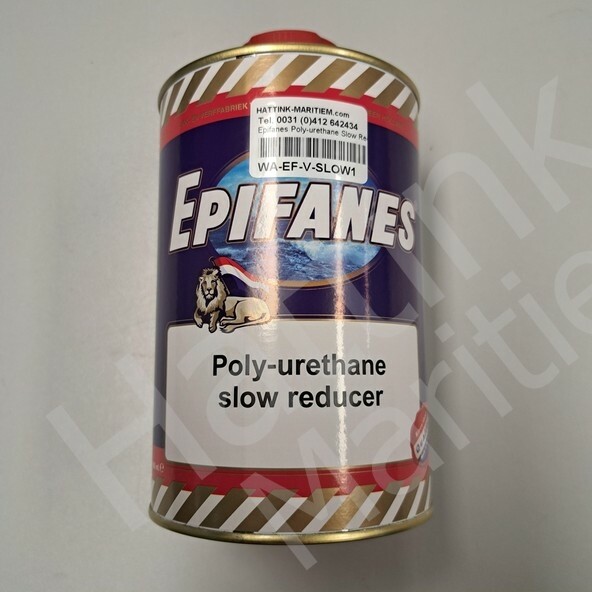 HATTINK-MARITIEM.com
Tel. 0031 (0)412 642434
Epifanes Poly-urethane Slow Re
WA-EF-V-SLOW1
EPIFANES
Poly-urethane
slow reducer
Hattink
Maritie